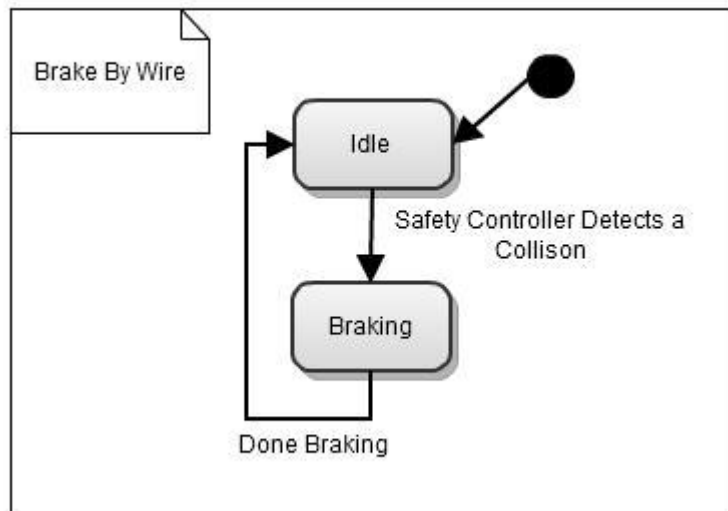 Brake By Wire
Idle
Safety Controller Detects a
Collison
Braking
Done Braking